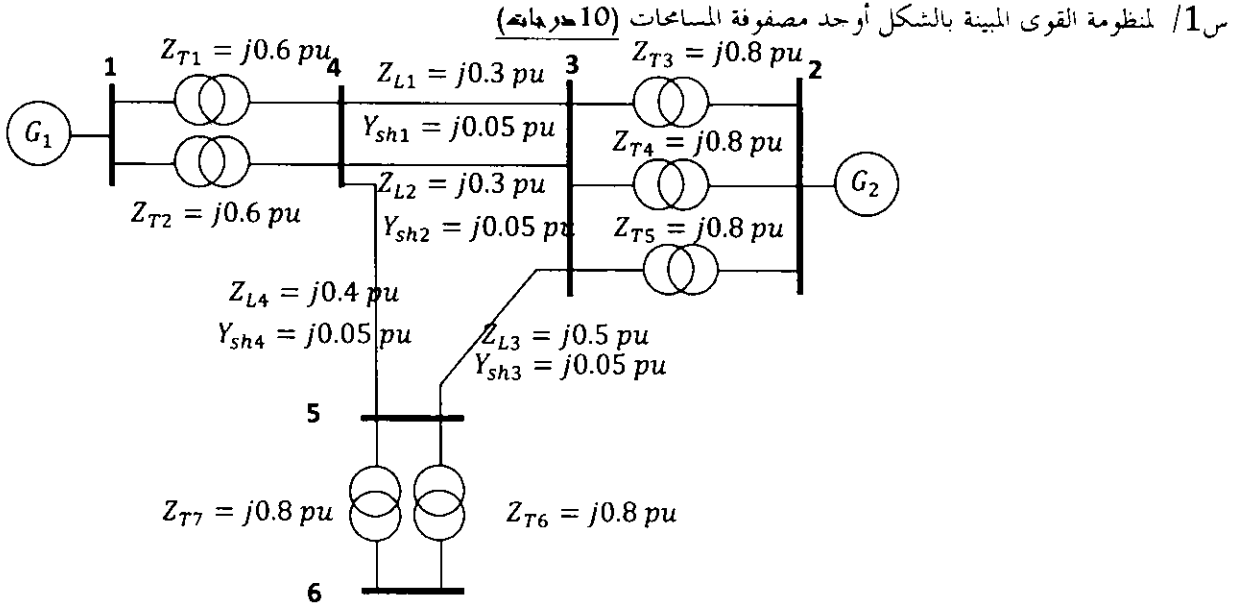 س1/ لمنظومة القوى المبينة بالشكل أوجد مصفوفة المسامحات (10 درجات)
Z_{T1} = j0.6 pu
Z_{T3} = j0.8 pu
1
4
3
2
Z_{L1} = j0.3 pu
G_1
Y_{sh1} = j0.05 pu
Z_{T4} = j0.8 pu
Z_{L2} = j0.3 pu
G_2
Z_{T2} = j0.6 pu
Y_{sh2} = j0.05 pu
Z_{T5} = j0.8 pu
Z_{L4} = j0.4 pu
Y_{sh4} = j0.05 pu
Z_{L3} = j0.5 pu
Y_{sh3} = j0.05 pu
5
Z_{T7} = j0.8 pu
Z_{T6} = j0.8 pu
6